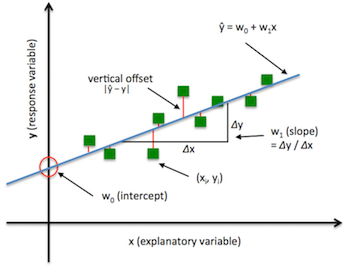 ŷ = w₀ + w₁x
vertical offset
|ŷ − y|
y (response variable)
Δy
Δx
w₁ (slope)
= Δy / Δx
(xᵢ, yᵢ)
w₀ (intercept)
x (explanatory variable)